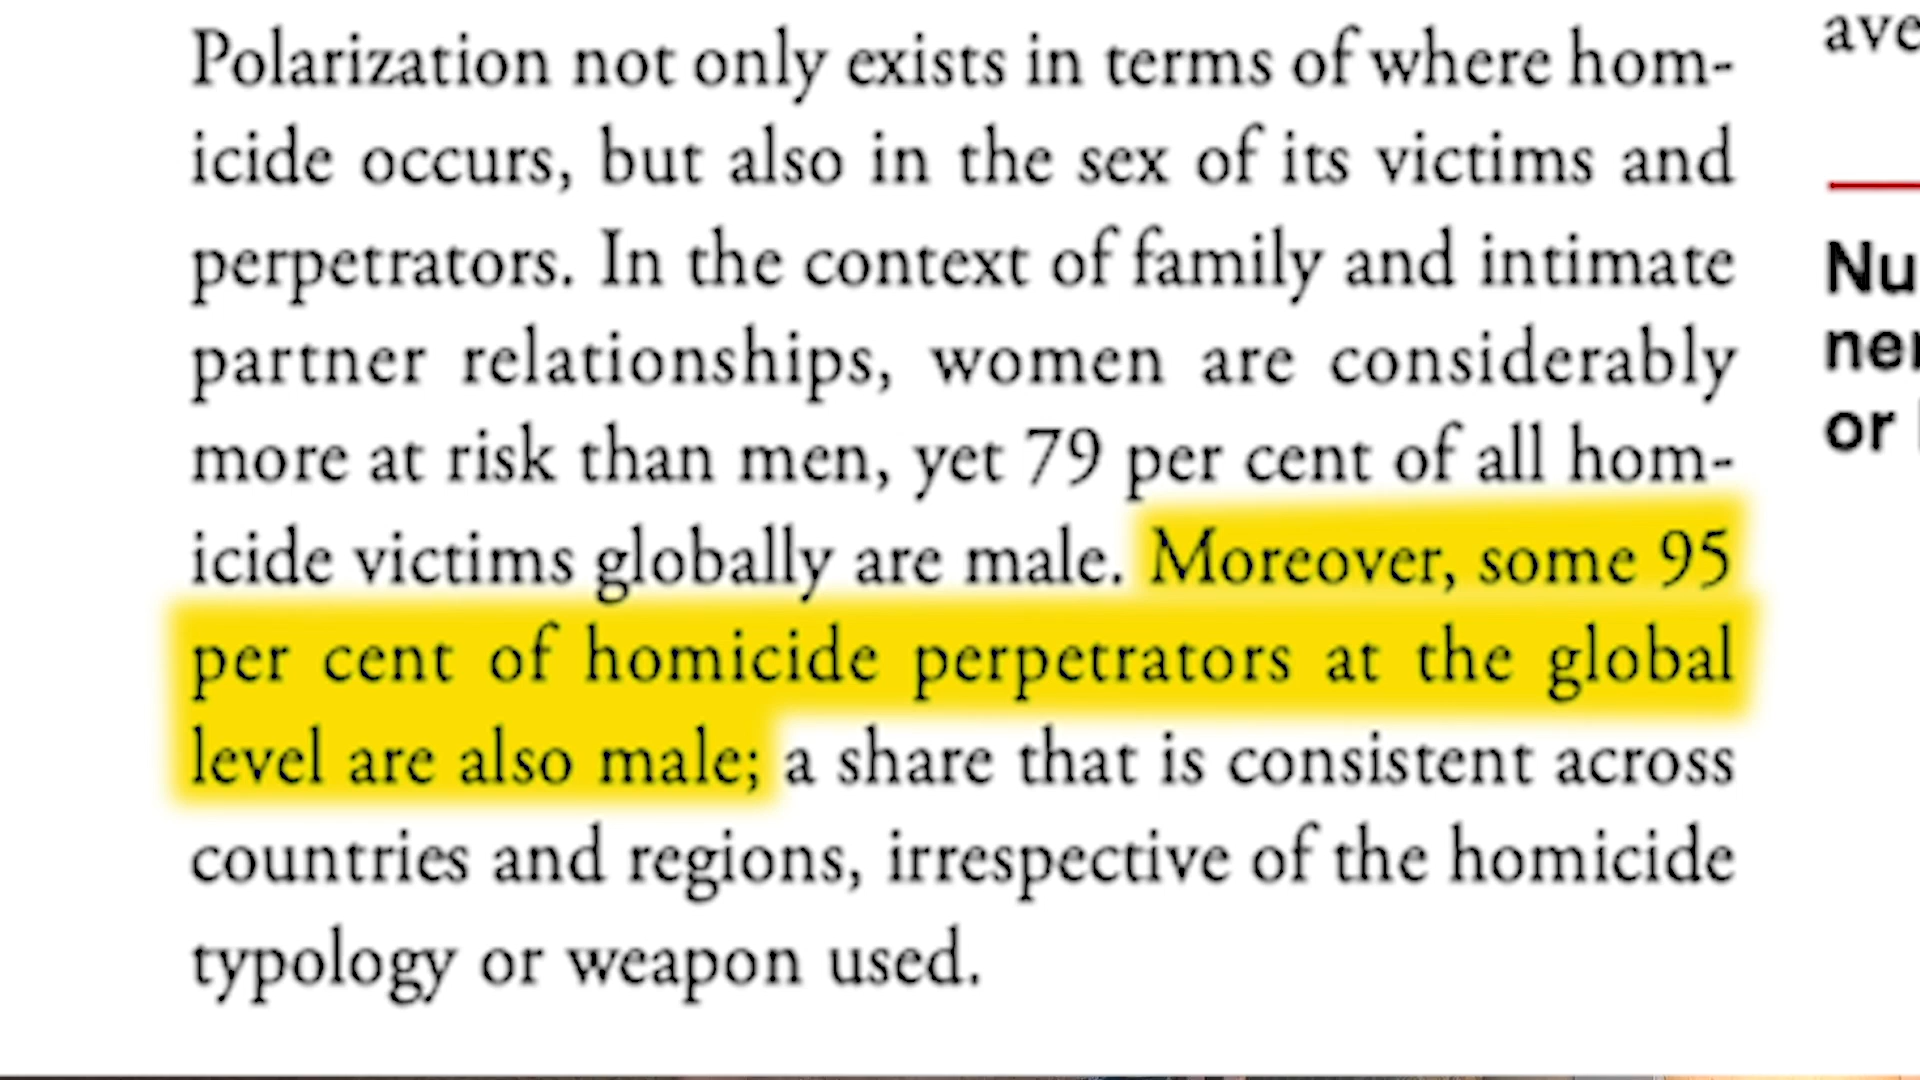 Polarization not only exists in terms of where hom-
icide occurs, but also in the sex of its victims and
perpetrators. In the context of family and intimate
partner relationships, women are considerably
more at risk than men, yet 79 per cent of all hom-
icide victims globally are male. Moreover, some 95
per cent of homicide perpetrators at the global
level are also male; a share that is consistent across
countries and regions, irrespective of the homicide
typology or weapon used.